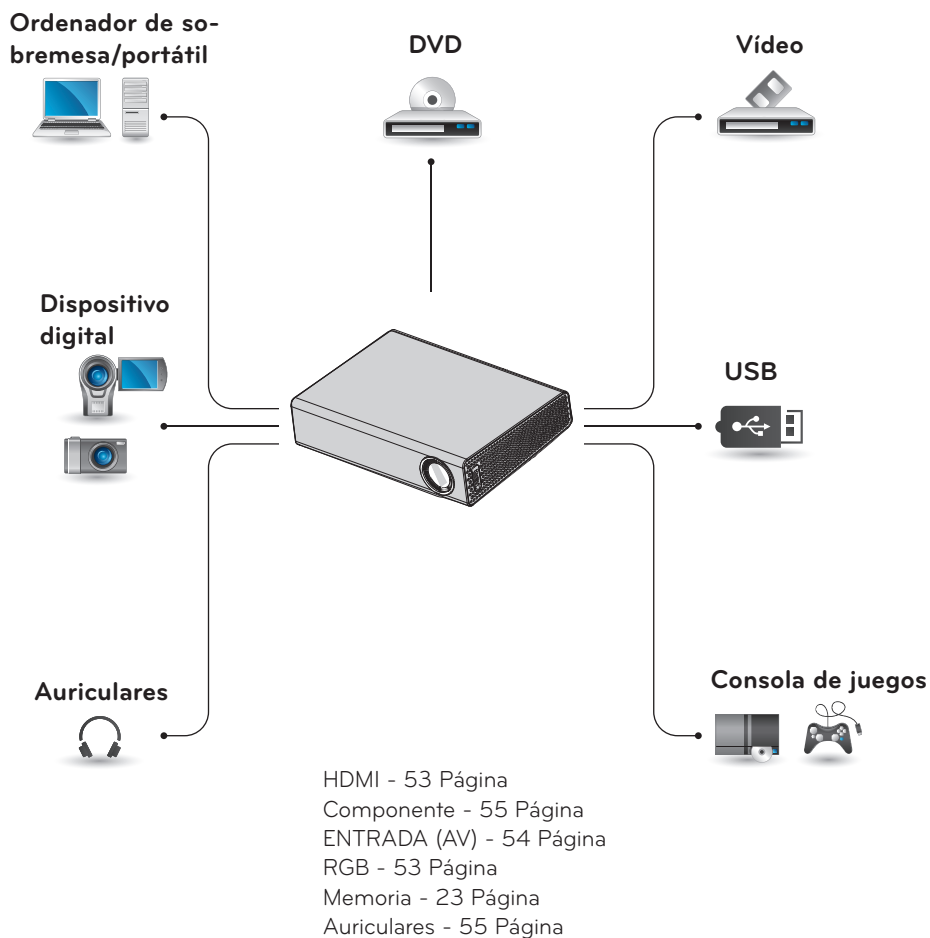 Ordenador de so-
bremesa/portátil
DVD
Vídeo
Dispositivo
digital
USB
Auriculares
Consola de juegos
HDMI - 53 Página
Componente - 55 Página
ENTRADA (AV) - 54 Página
RGB - 53 Página
Memoria - 23 Página
Auriculares - 55 Página